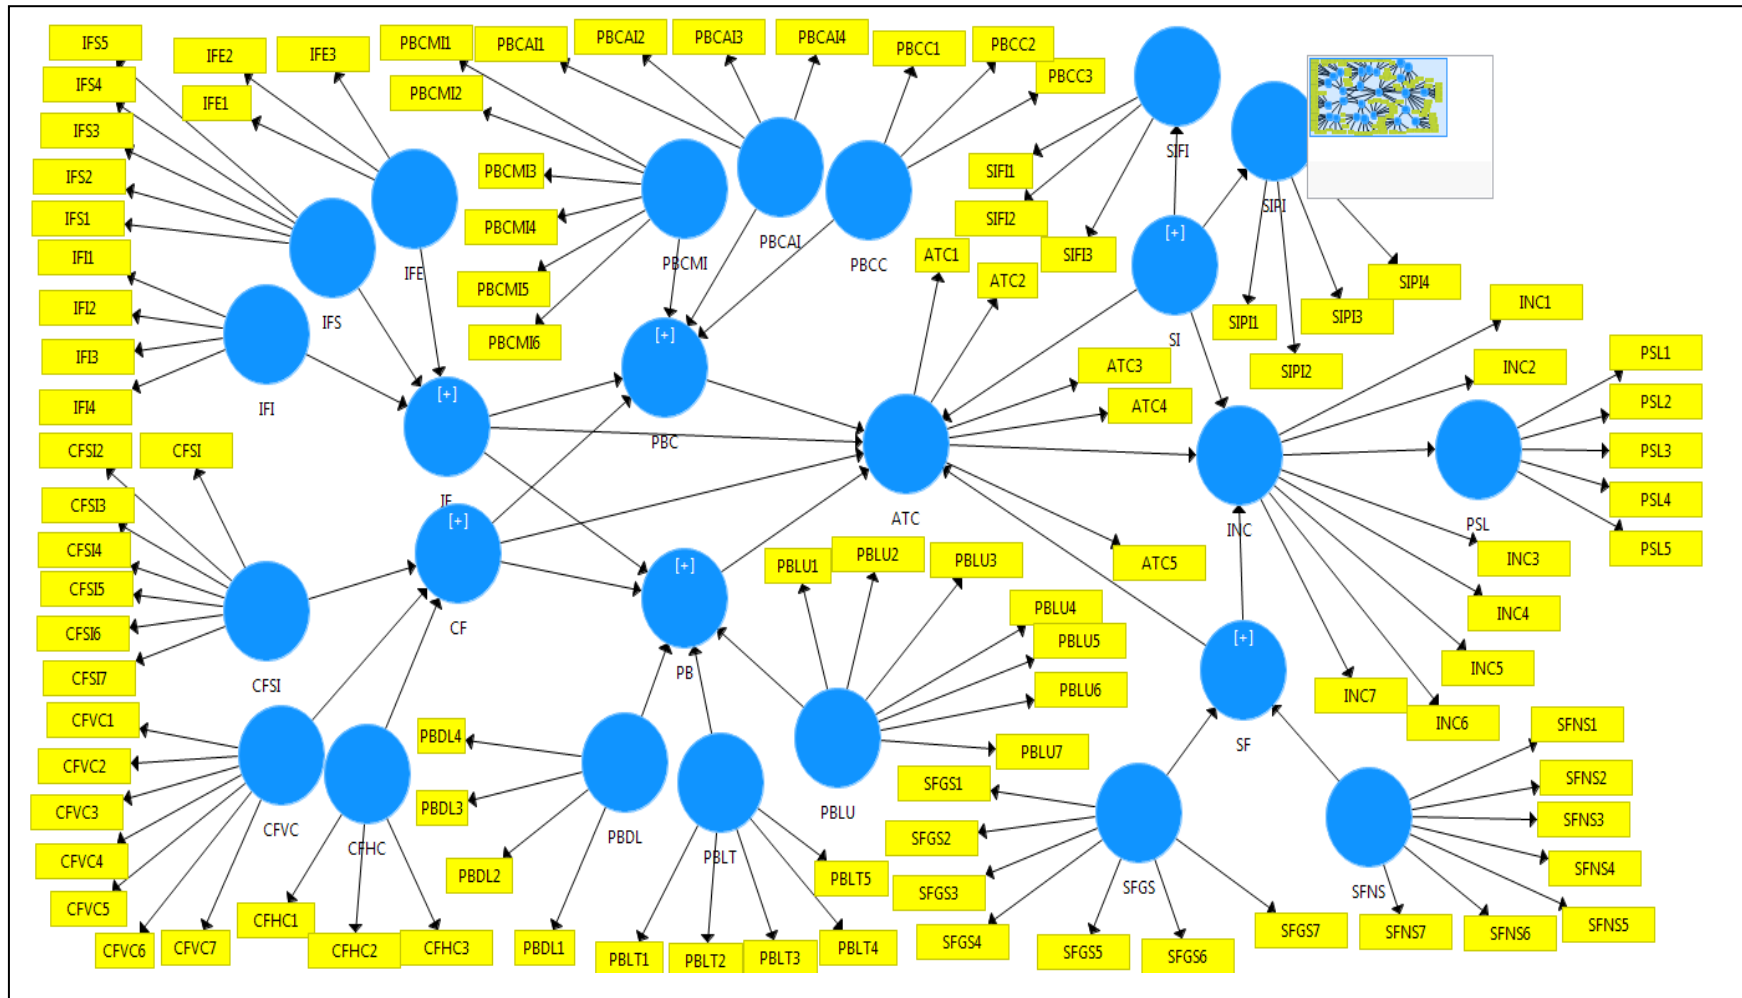 IFS5
IFS4
IFS3
IFS2
IFS1
IFE2
IFE3
IFE1
PBCMI1
PBCAI1
PBCAI2
PBCAI3
PBCAI4
PBCC1
PBCC2
PBCC3
PBCMI2
PBCMI3
PBCMI4
PBCMI5
PBCMI6
PBCMI
PBCAI
PBCC
IFE
IFS
IFI1
IFI2
IFI3
IFI4
IFI
SIFI
SIPI
SIFI1
SIFI2
SIFI3
[+]
SI
SIPI1
SIPI2
SIPI3
SIPI4
ATC1
ATC2
ATC3
ATC4
ATC5
ATC
[+]
PBC
[+]
IF
[+]
CF
INC1
INC2
INC
INC3
INC4
INC5
INC6
INC7
PSL1
PSL2
PSL3
PSL4
PSL5
PSL
CFSI2
CFSI
CFSI3
CFSI4
CFSI5
CFSI6
CFSI7
CFSI
[+]
PB
PBLU1
PBLU2
PBLU3
PBLU4
PBLU5
PBLU6
PBLU7
PBLU
[+]
SF
CFVC1
CFVC2
CFVC3
CFVC4
CFVC5
CFVC6
CFVC7
CFVC
CFHC
CFHC1
CFHC2
CFHC3
PBDL4
PBDL3
PBDL2
PBDL1
PBDL
PBLT
PBLT1
PBLT2
PBLT3
PBLT4
PBLT5
SFGS1
SFGS2
SFGS3
SFGS4
SFGS5
SFGS6
SFGS7
SFGS
SFNS
SFNS1
SFNS2
SFNS3
SFNS4
SFNS5
SFNS6
SFNS7